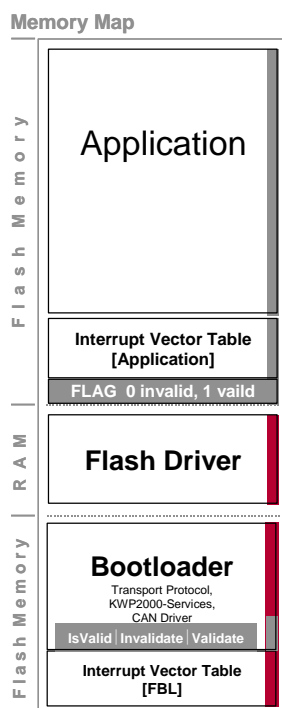 Memory Map
Flash Memory
Application
Interrupt Vector Table
[Application]
FLAG 0 invalid, 1 vaild
RAM
Flash Driver
Flash Memory
Bootloader
Transport Protocol,
KWP2000-Services,
CAN Driver
IsValid Invalidate Validate
Interrupt Vector Table
[FBL]